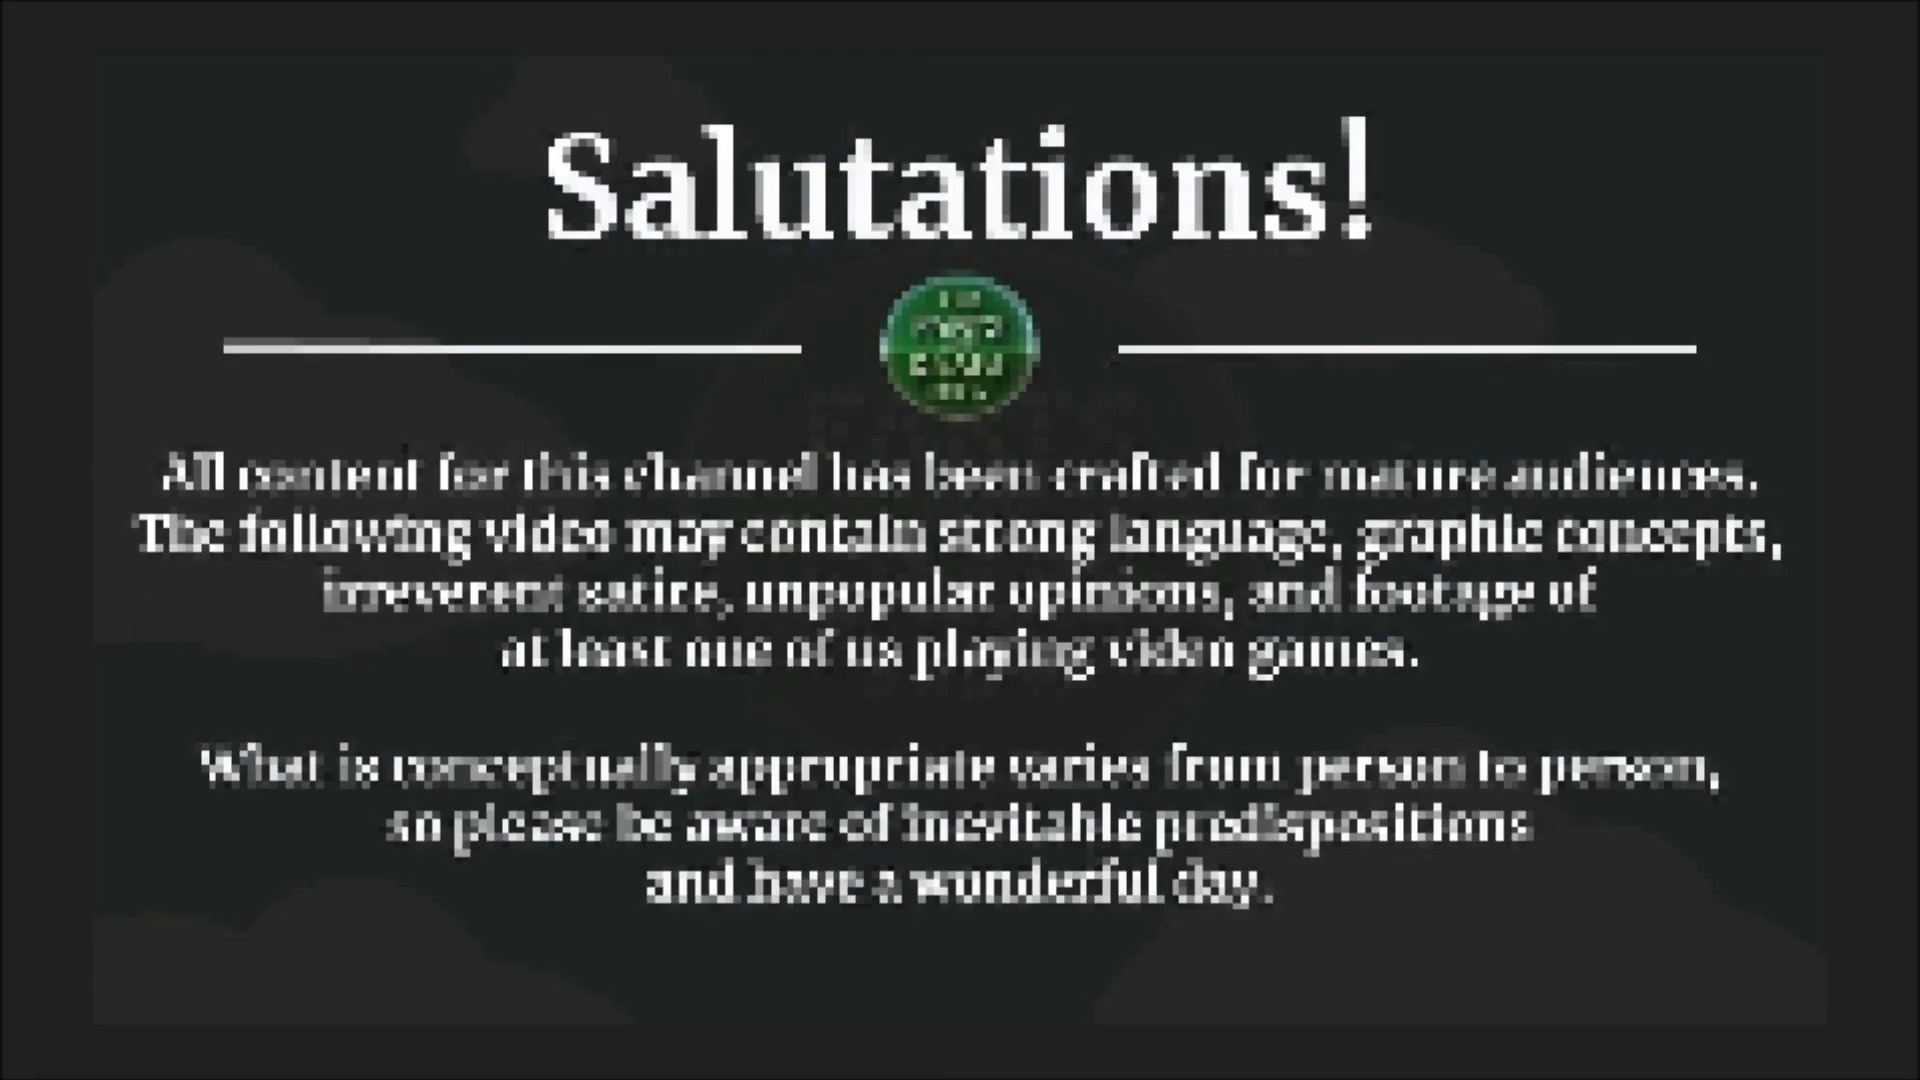 Salutations!
All content for this channel has been crafted for mature audiences.
The following video may contain strong language, graphic concepts,
irreverent satire, unpopular opinions, and footage of
at least one of us playing video games.
What is conceptually appropriate varies from person to person,
so please be aware of inevitable predispositions
and have a wonderful day.